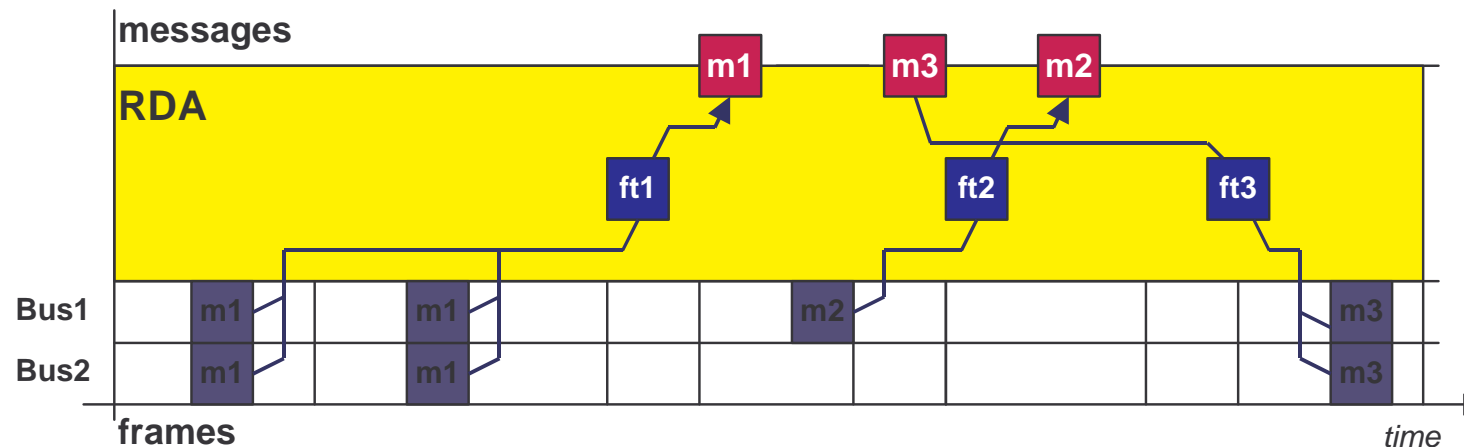 messages
m1 m3 m2
RDA
ft1 ft2 ft3
Bus1 m1 m1 m2 m3
Bus2 m1 m1 m3
frames
time